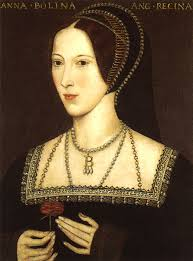 ANNA · BOLINA ANG · REGINA
B